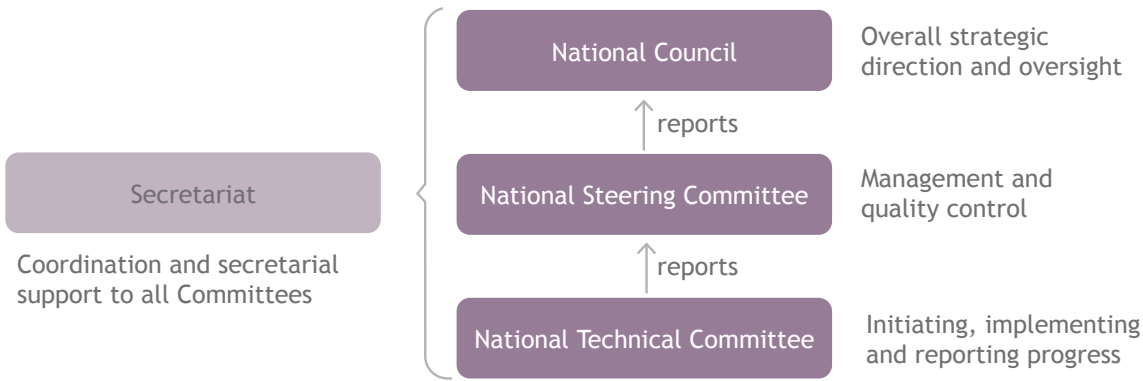 National Council
Overall strategic
direction and oversight
reports
Secretariat
Coordination and secretarial
support to all Committees
National Steering Committee
Management and
quality control
reports
National Technical Committee
Initiating, implementing
and reporting progress